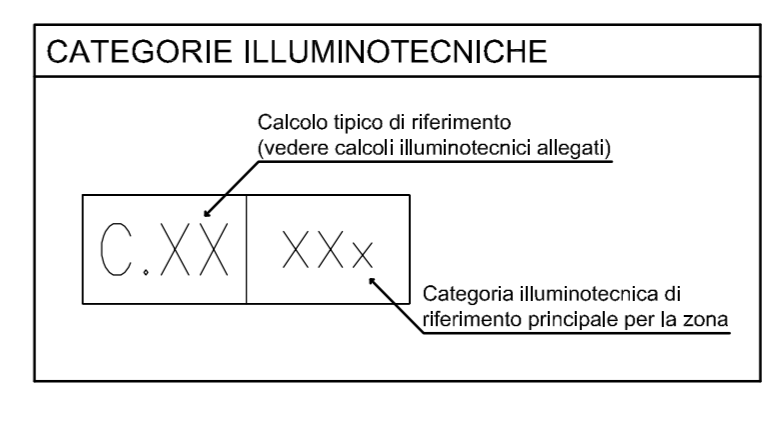 CATEGORIE ILLUMINOTECNICHE
Calcolo tipico di riferimento
(vedere calcoli illuminotecnici allegati)
C.XX XXx
Categoria illuminotecnica di
riferimento principale per la zona